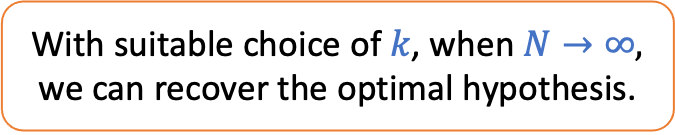 With suitable choice of k, when N → ∞,
we can recover the optimal hypothesis.